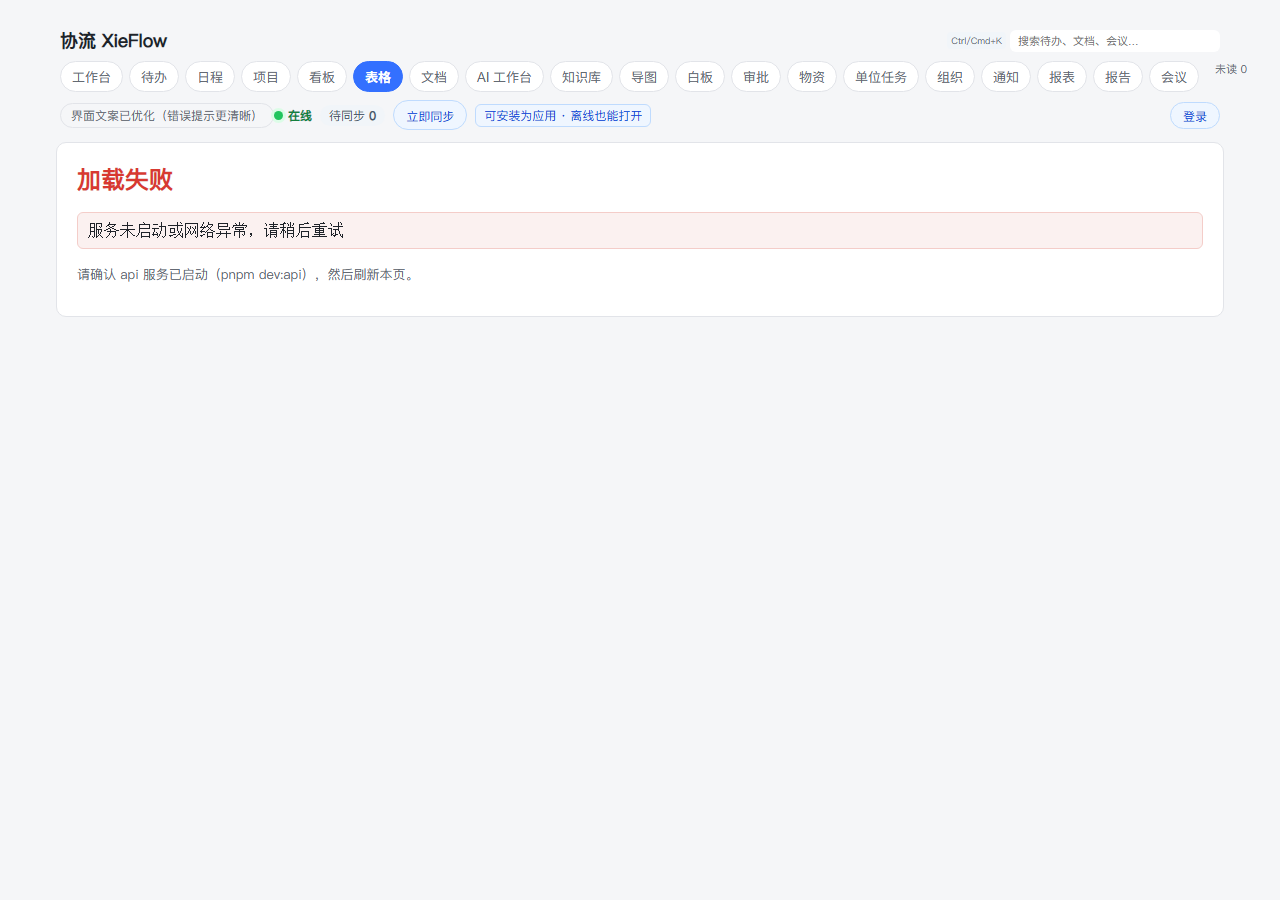 协流 XieFlow
Ctrl/Cmd+K 搜索待办、文档、会议...
工作台 待办 日程 项目 看板 表格 文档 AI 工作台 知识库 导图 白板 审批 物资 单位任务 组织 通知 报表 报告 会议 未读 0
界面文案已优化（错误提示更清晰） 在线 待同步 0 立即同步 可安装为应用 · 离线也能打开 登录
加载失败
服务未启动或网络异常，请稍后重试
请确认 api 服务已启动（pnpm dev:api），然后刷新本页。